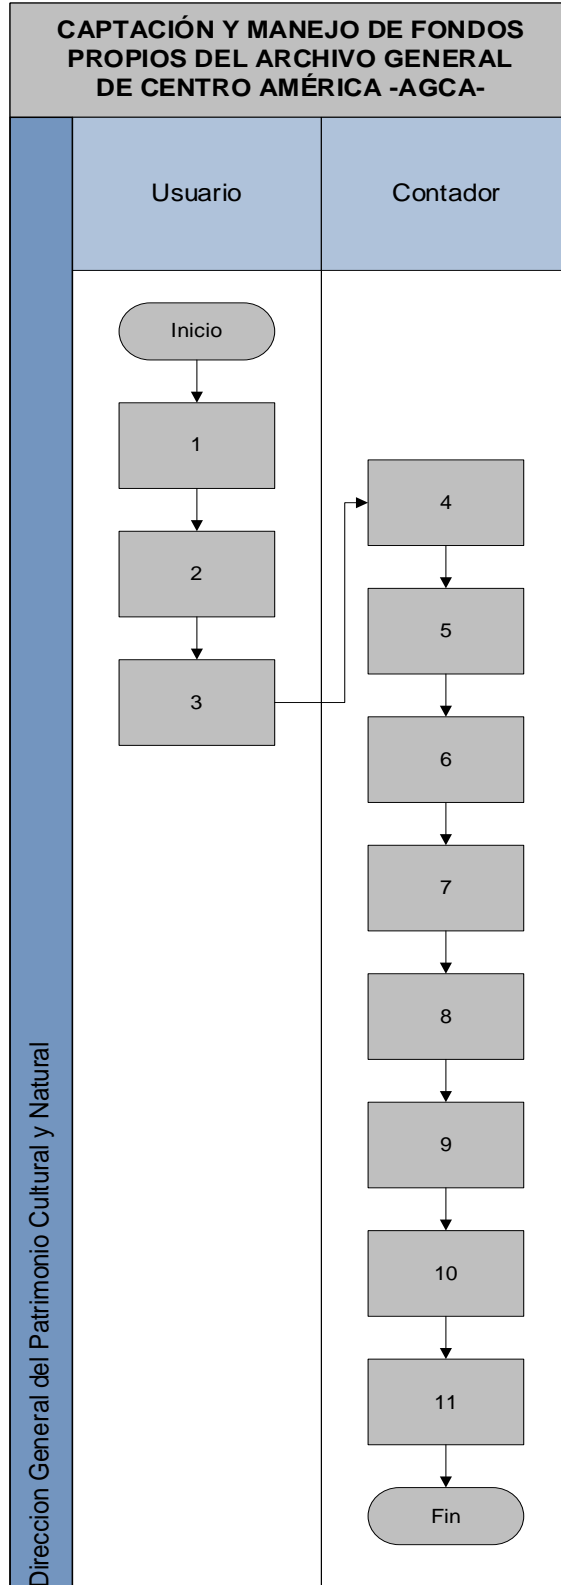 CAPTACIÓN Y MANEJO DE FONDOS
PROPIOS DEL ARCHIVO GENERAL
DE CENTRO AMÉRICA -AGCA-
Usuario
Contador
Inicio
1
2
3
4
5
6
7
8
9
10
11
Fin
Direccion General del Patrimonio Cultural y Natural